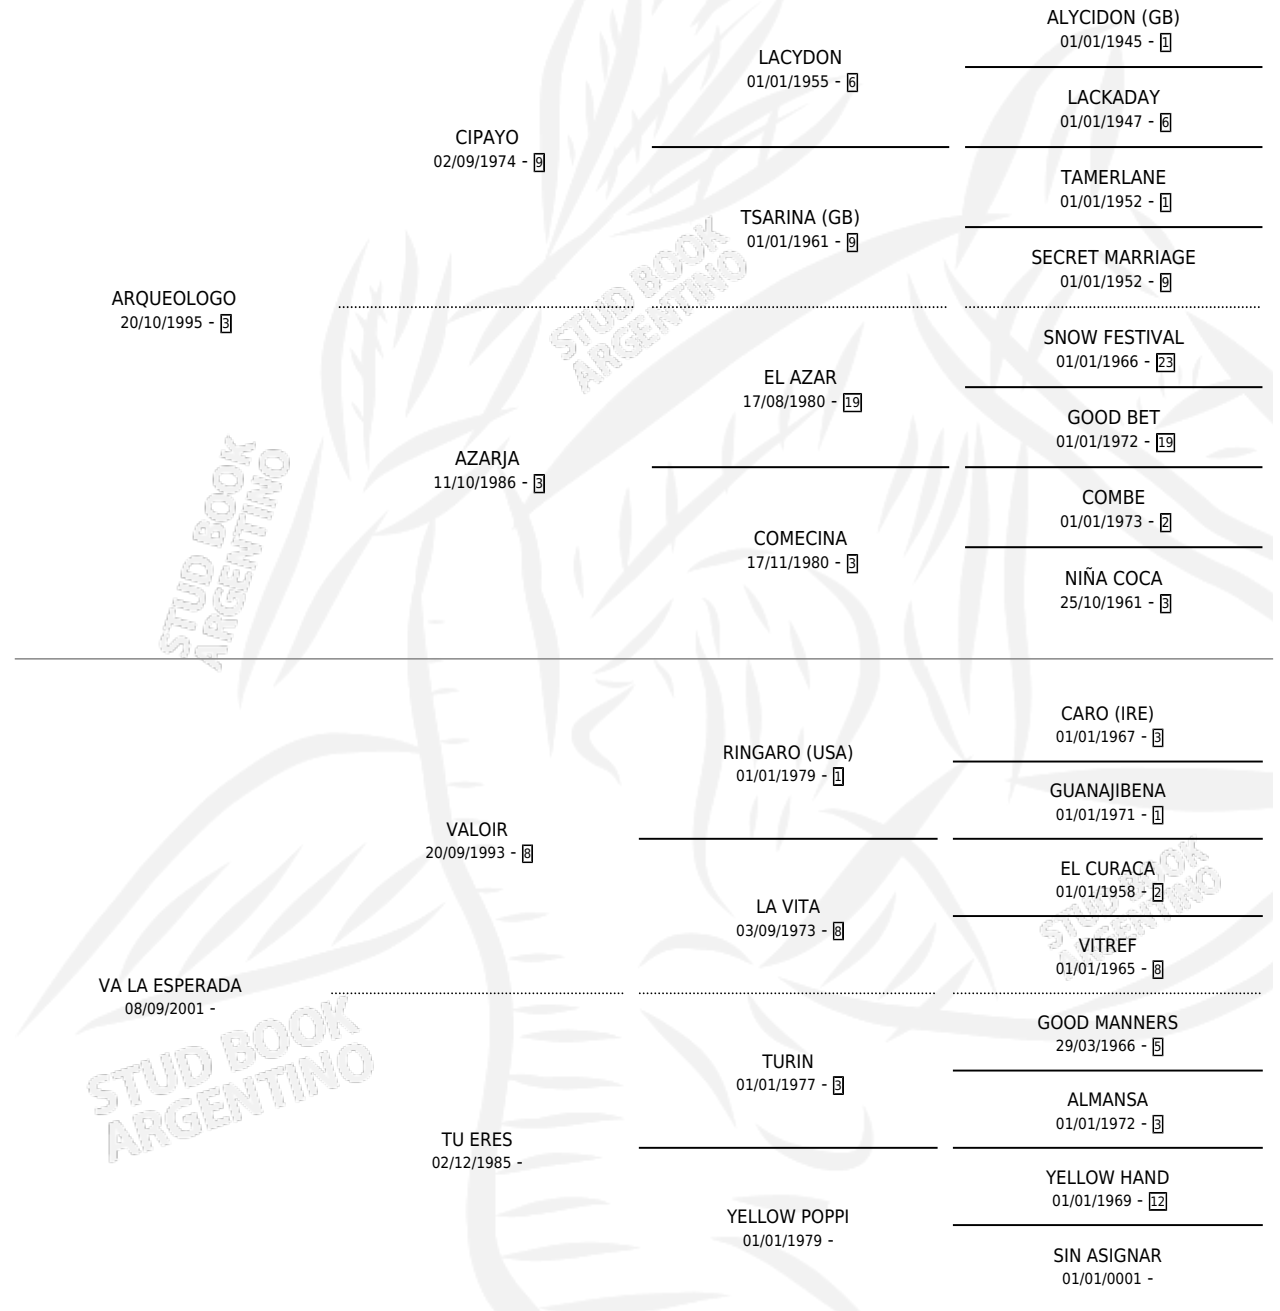 ALYCIDON (GB)
01/01/1945 - 1
LACYDON
01/01/1955 - 6
LACKADAY
01/01/1947 - 6
CIPAYO
02/09/1974 - 9
TAMERLANE
01/01/1952 - 1
TSARINA (GB)
01/01/1961 - 9
SECRET MARRIAGE
01/01/1952 - 9
ARQUEOLOGO
20/10/1995 - 3
SNOW FESTIVAL
01/01/1966 - 23
EL AZAR
17/08/1980 - 19
GOOD BET
01/01/1972 - 19
AZARJA
11/10/1986 - 3
COMBE
01/01/1973 - 2
COMECINA
17/11/1980 - 3
NIÑA COCA
25/10/1961 - 3
CARO (IRE)
01/01/1967 - 3
RINGARO (USA)
01/01/1979 - 1
GUANAJIBENA
01/01/1971 - 1
VALOIR
20/09/1993 - 8
EL CURACA
01/01/1958 - 2
LA VITA
03/09/1973 - 8
VITREF
01/01/1965 - 8
VA LA ESPERADA
08/09/2001 -
GOOD MANNERS
29/03/1966 - 5
TURIN
01/01/1977 - 3
ALMANSA
01/01/1972 - 3
TU ERES
02/12/1985 -
YELLOW HAND
01/01/1969 - 12
YELLOW POPPI
01/01/1979 -
SIN ASIGNAR
01/01/0001 -
STUD BOOK
ARGENTINO
STUD BOOK
ARGENTINO
STUD BOOK
ARGENTINO
STUD BOOK
ARGENTINO